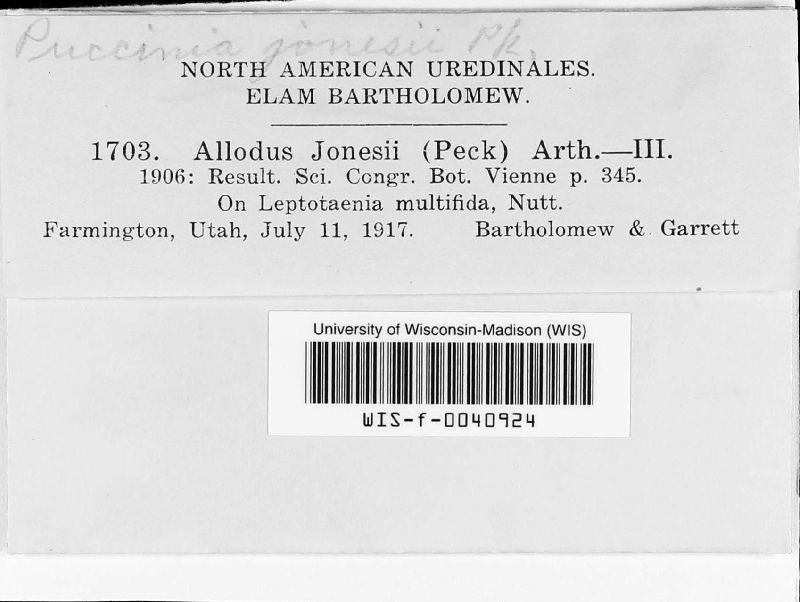 Puccinia jonesii Pk.
NORTH AMERICAN UREDINALES.
ELAM BARTHOLOMEW.
1703. Allodus Jonesii (Peck) Arth.—III.
1906: Result. Sci. Congr. Bot. Vienne p. 345.
On Leptotaenia multifida, Nutt.
Farmington, Utah, July 11, 1917. Bartholomew & Garrett
University of Wisconsin-Madison (WIS)
WIS-f-0040924